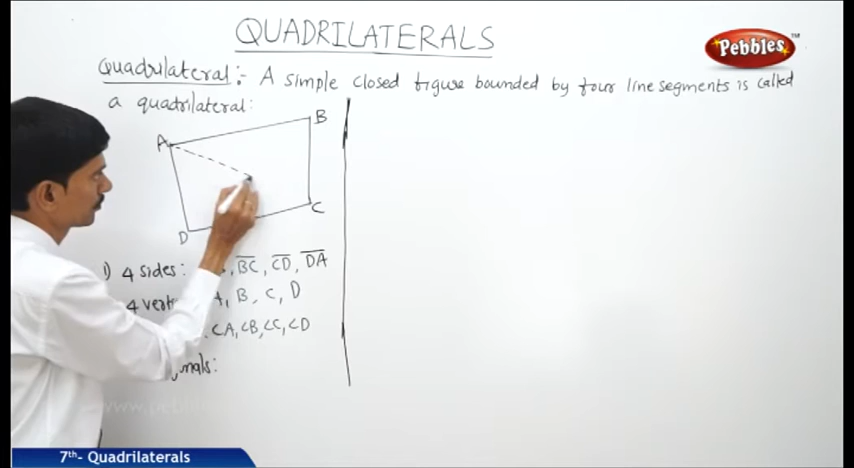 QUADRILATERALS
Pebbles™
Quadrilateral:- A simple closed figure bounded by four line segments is called
a quadrilateral:
A
B
C
D
1) 4 sides: BC, CD, DA
4 A, B, C, D
∠A, ∠B, ∠C, ∠D
7th- Quadrilaterals